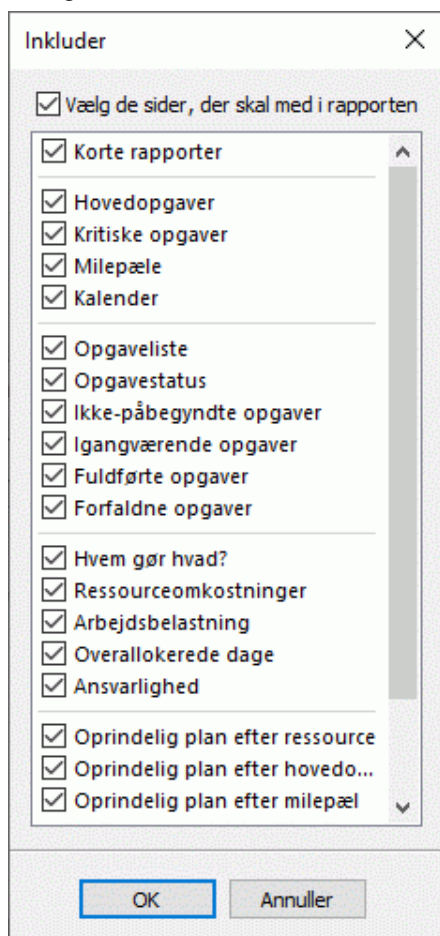 Inkluder
Vælg de sider, der skal med i rapporten
Korte rapporter
Hovedopgaver
Kritiske opgaver
Milepæle
Kalender
Opgaveliste
Opgavestatus
Ikke-påbegyndte opgaver
Igangværende opgaver
Fuldførte opgaver
Forfaldne opgaver
Hvem gør hvad?
Ressourceomkostninger
Arbejdsbelastning
Overallokerede dage
Ansvarlighed
Oprindelig plan efter ressource
Oprindelig plan efter hovedo...
Oprindelig plan efter milepæl
OK Annuller